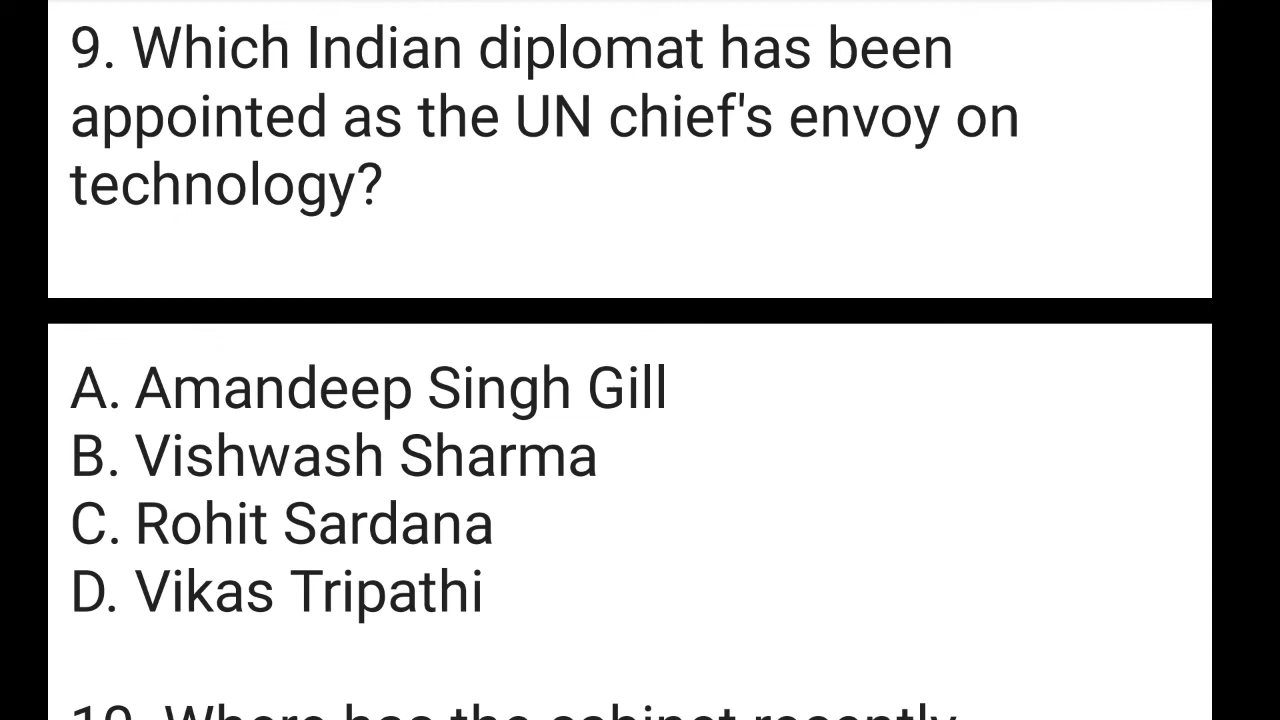 9. Which Indian diplomat has been
appointed as the UN chief's envoy on
technology?
A. Amandeep Singh Gill
B. Vishwash Sharma
C. Rohit Sardana
D. Vikas Tripathi
10. Where has the cabinet recently